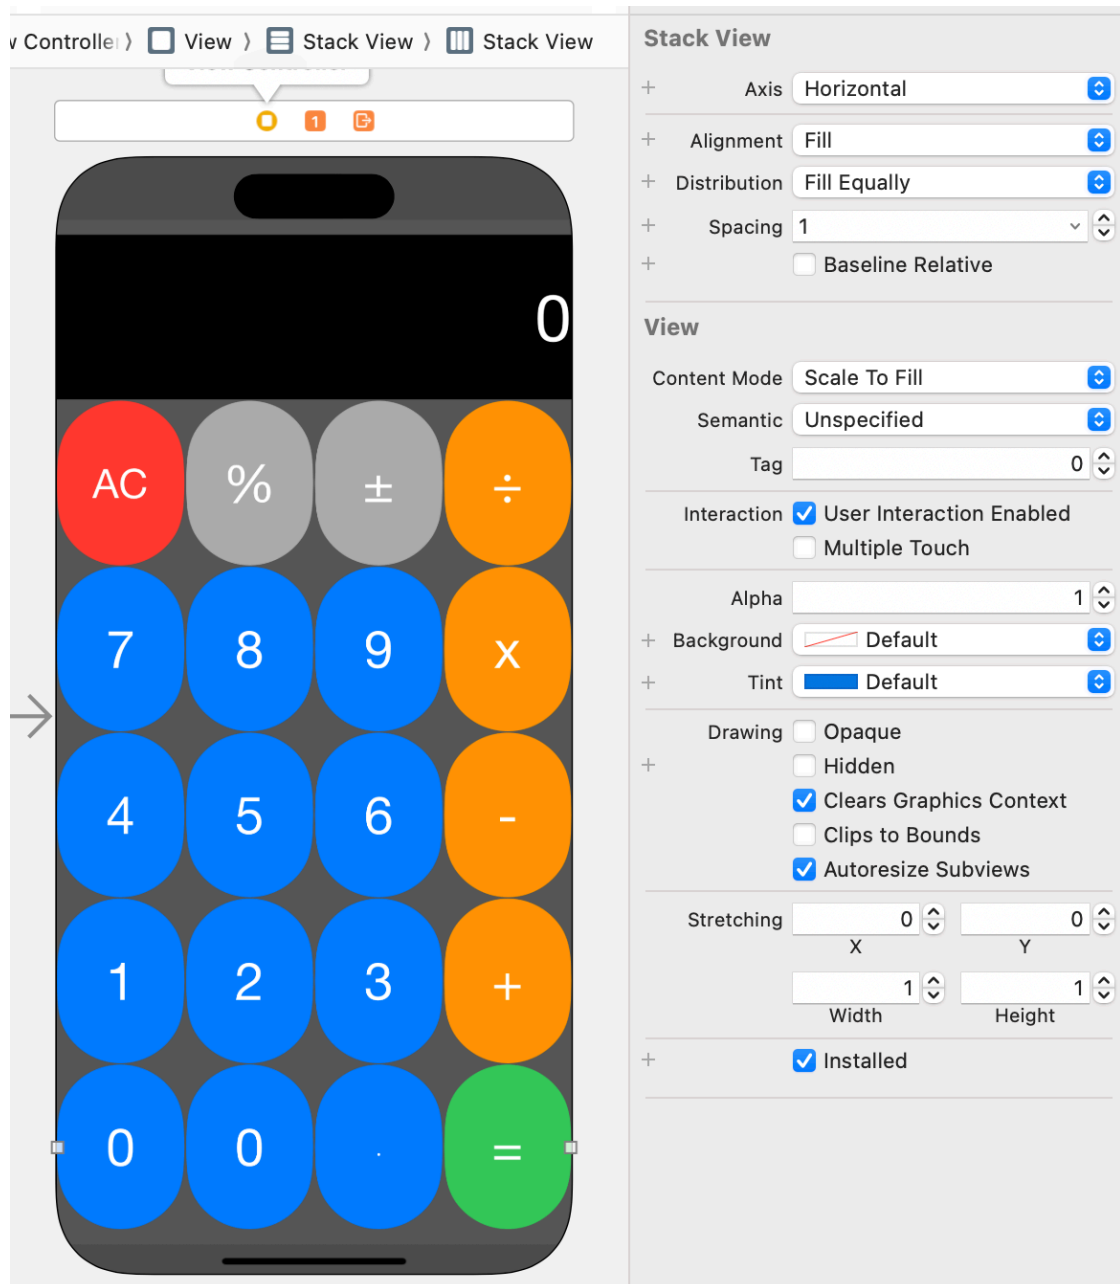 w Controller 〉 View 〉 Stack View 〉 Stack View
1
0
AC % ± ÷
7 8 9 x
4 5 6 -
1 2 3 +
0 0 . =
Stack View
+ Axis Horizontal
+ Alignment Fill
+ Distribution Fill Equally
+ Spacing 1
+ Baseline Relative
View
Content Mode Scale To Fill
Semantic Unspecified
Tag 0
Interaction User Interaction Enabled
Multiple Touch
Alpha 1
+ Background Default
+ Tint Default
Drawing Opaque
+ Hidden
Clears Graphics Context
Clips to Bounds
Autoresize Subviews
Stretching 0 0
X Y
1 1
Width Height
+ Installed